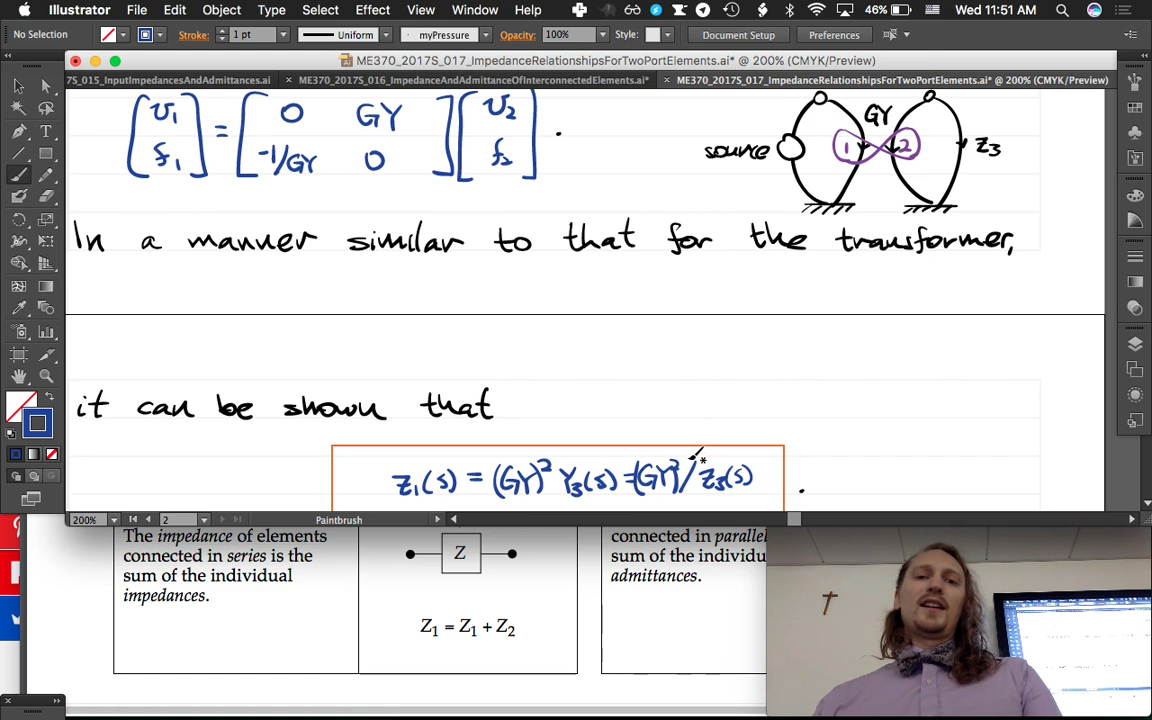 Illustrator File Edit Object Type Select Effect View Window Help 46% Wed 11:51 AM
No Selection Stroke: 1 pt Uniform myPressure Opacity: 100% Style: Document Setup Preferences
ME370_2017S_017_ImpedanceRelationshipsForTwoPortElements.ai* @ 200% (CMYK/Preview)
7S_015_InputImpedancesAndAdmittances.ai × ME370_2017S_016_ImpedanceAndAdmittanceOfInterconnectedElements.ai* × ME370_2017S_017_ImpedanceRelationshipsForTwoPortElements.ai* @ 200% (CMYK/Preview)
[v₁ f₁] = [0 GY -1/GY 0] [v₂ f₂] .
source 1 GY 2 Z3
In a manner similar to that for the transformer,
it can be shown that
Z₁(s) = (GY)² Y₃(s) = (GY)²/Z₃(s) .
200% 2 Paintbrush
The impedance of elements
connected in series is the
sum of the individual
impedances.
Z
Z₁ = Z₁ + Z₂
connected in parallel
sum of the individu
admittances.